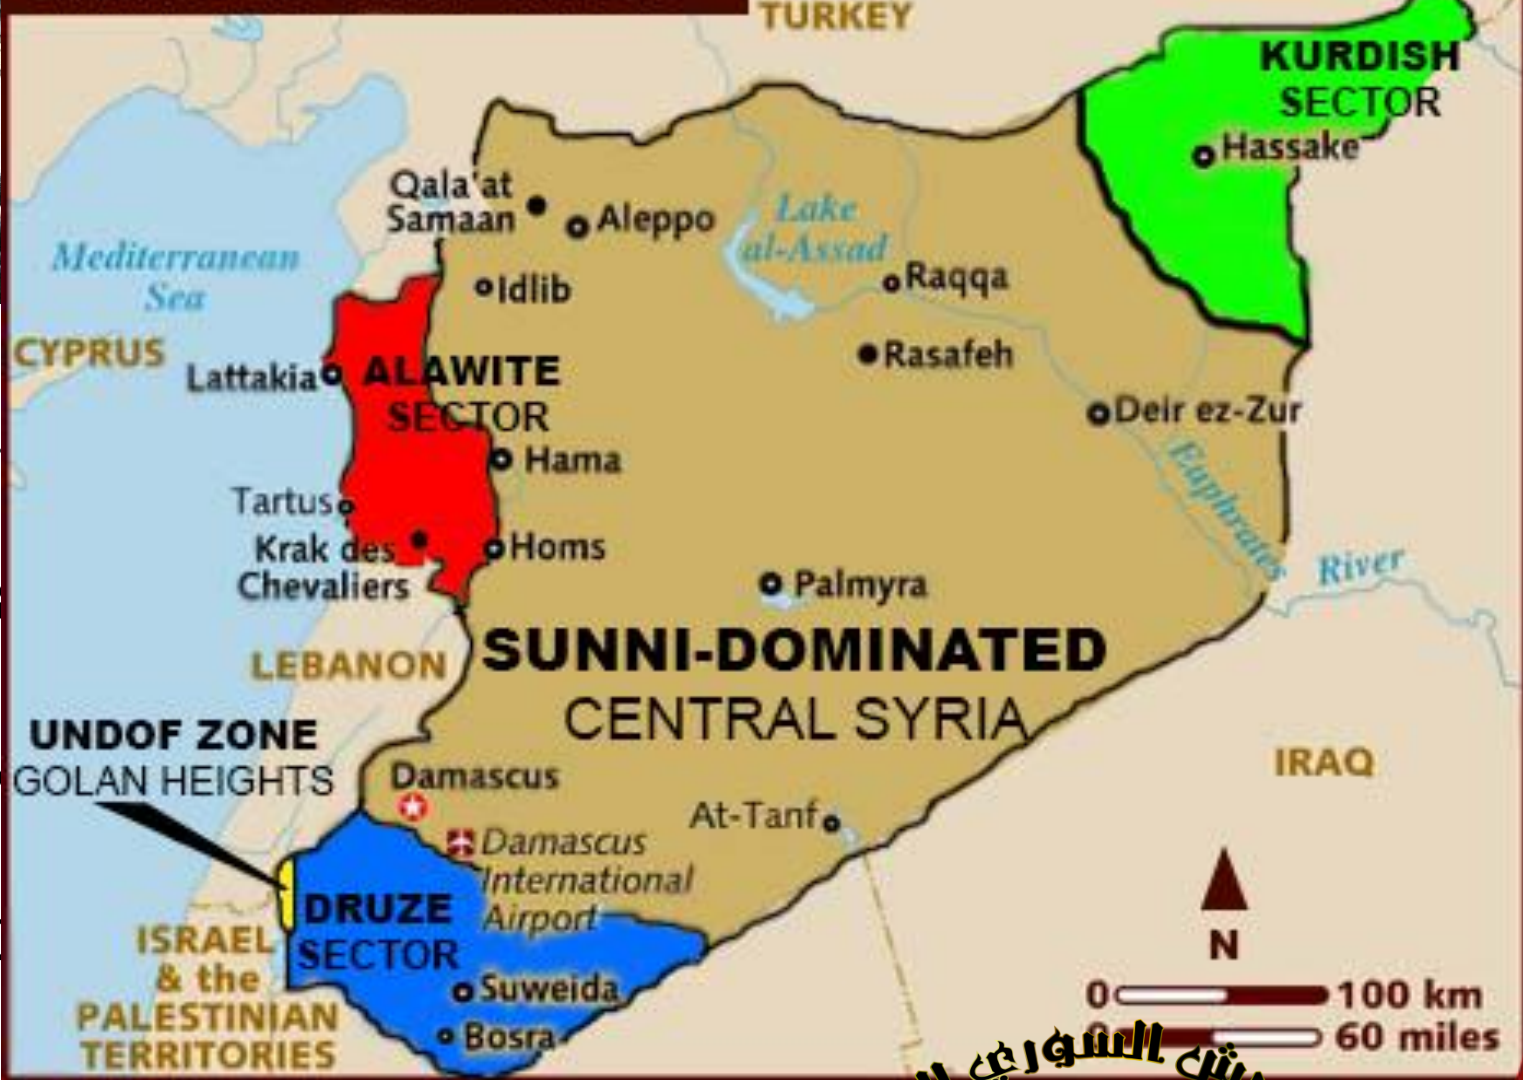 TURKEY
KURDISH
SECTOR
Hassake
Qala'at
Samaan
Aleppo
Lake
al-Assad
Mediterranean
Sea
Idlib
Raqqa
CYPRUS
Rasafeh
Lattakia
ALAWITE
SECTOR
Deir ez-Zur
Hama
Euphrates
River
Tartus
Krak des
Chevaliers
Homs
Palmyra
LEBANON
SUNNI-DOMINATED
CENTRAL SYRIA
UNDOF ZONE
GOLAN HEIGHTS
IRAQ
Damascus
At-Tanf
Damascus
International
Airport
DRUZE
SECTOR
ISRAEL
& the
PALESTINIAN
TERRITORIES
Suweida
Bosra
N
0 100 km
0 60 miles
السوري